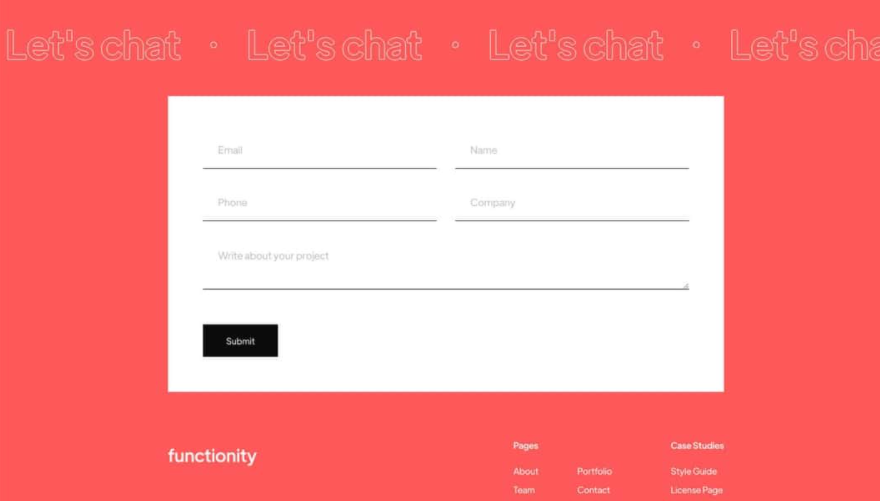 Let's chat Let's chat Let's chat Let's cha
Email
Name
Phone
Company
Write about your project
Submit
functionity
Pages
About
Team
Portfolio
Contact
Case Studies
Style Guide
License Page